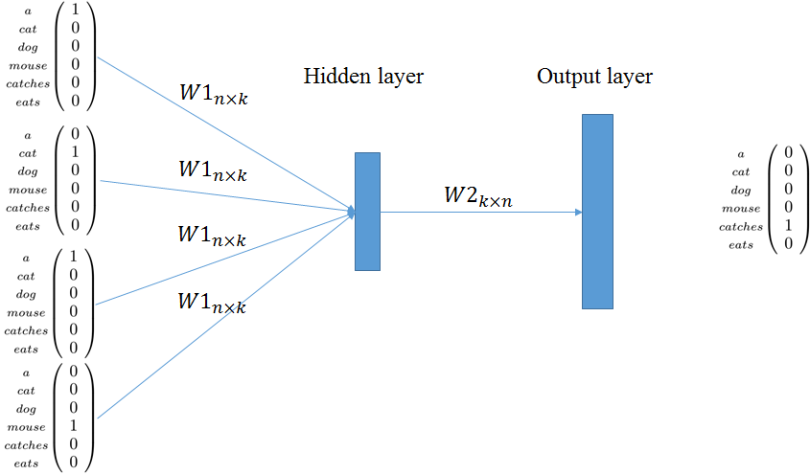 a 1
cat 0
dog 0
mouse 0
catches 0
eats 0
a 0
cat 1
dog 0
mouse 0
catches 0
eats 0
a 1
cat 0
dog 0
mouse 0
catches 0
eats 0
a 0
cat 0
dog 0
mouse 1
catches 0
eats 0
W1n×k
W1n×k
W1n×k
W1n×k
Hidden layer
W2k×n
Output layer
a 0
cat 0
dog 0
mouse 0
catches 1
eats 0